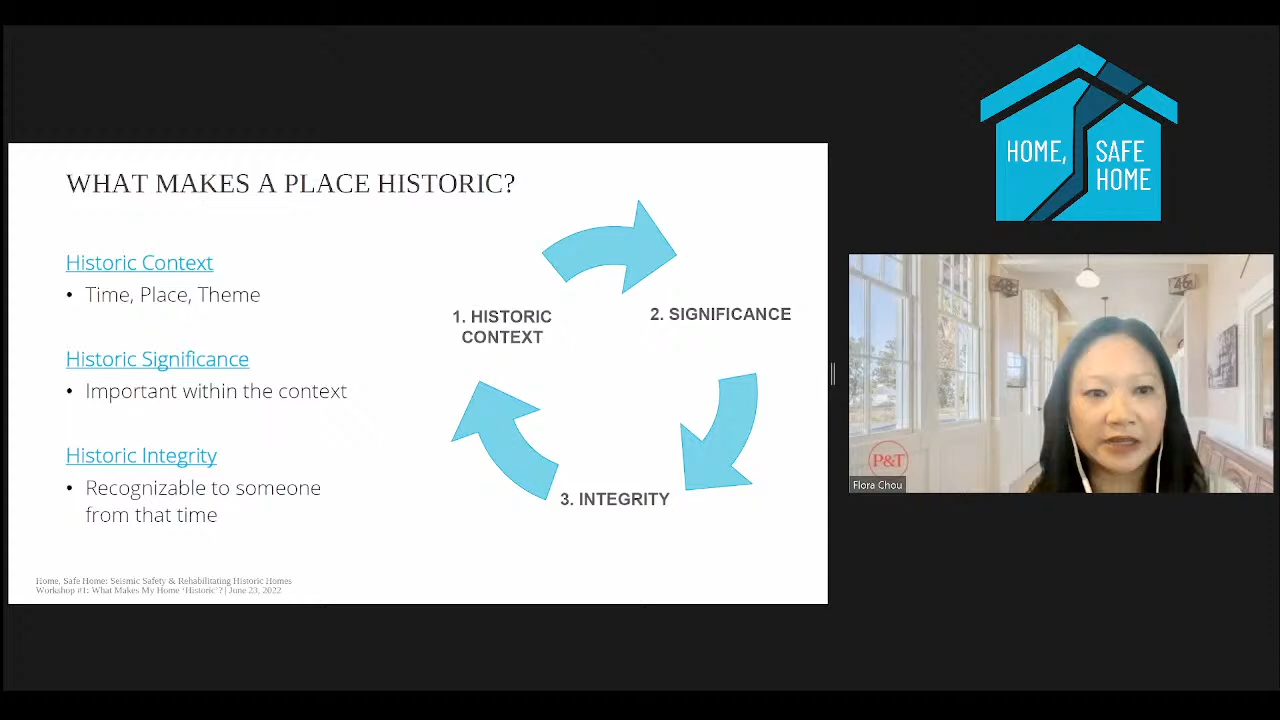 WHAT MAKES A PLACE HISTORIC?
Historic Context
• Time, Place, Theme
Historic Significance
• Important within the context
Historic Integrity
• Recognizable to someone
from that time
1. HISTORIC
CONTEXT
2. SIGNIFICANCE
3. INTEGRITY
Home, Safe Home: Seismic Safety & Rehabilitating Historic Homes
Workshop #1: What Makes My Home ‘Historic’? | June 23, 2022
HOME, SAFE
HOME
46
P&T
Flora Chou